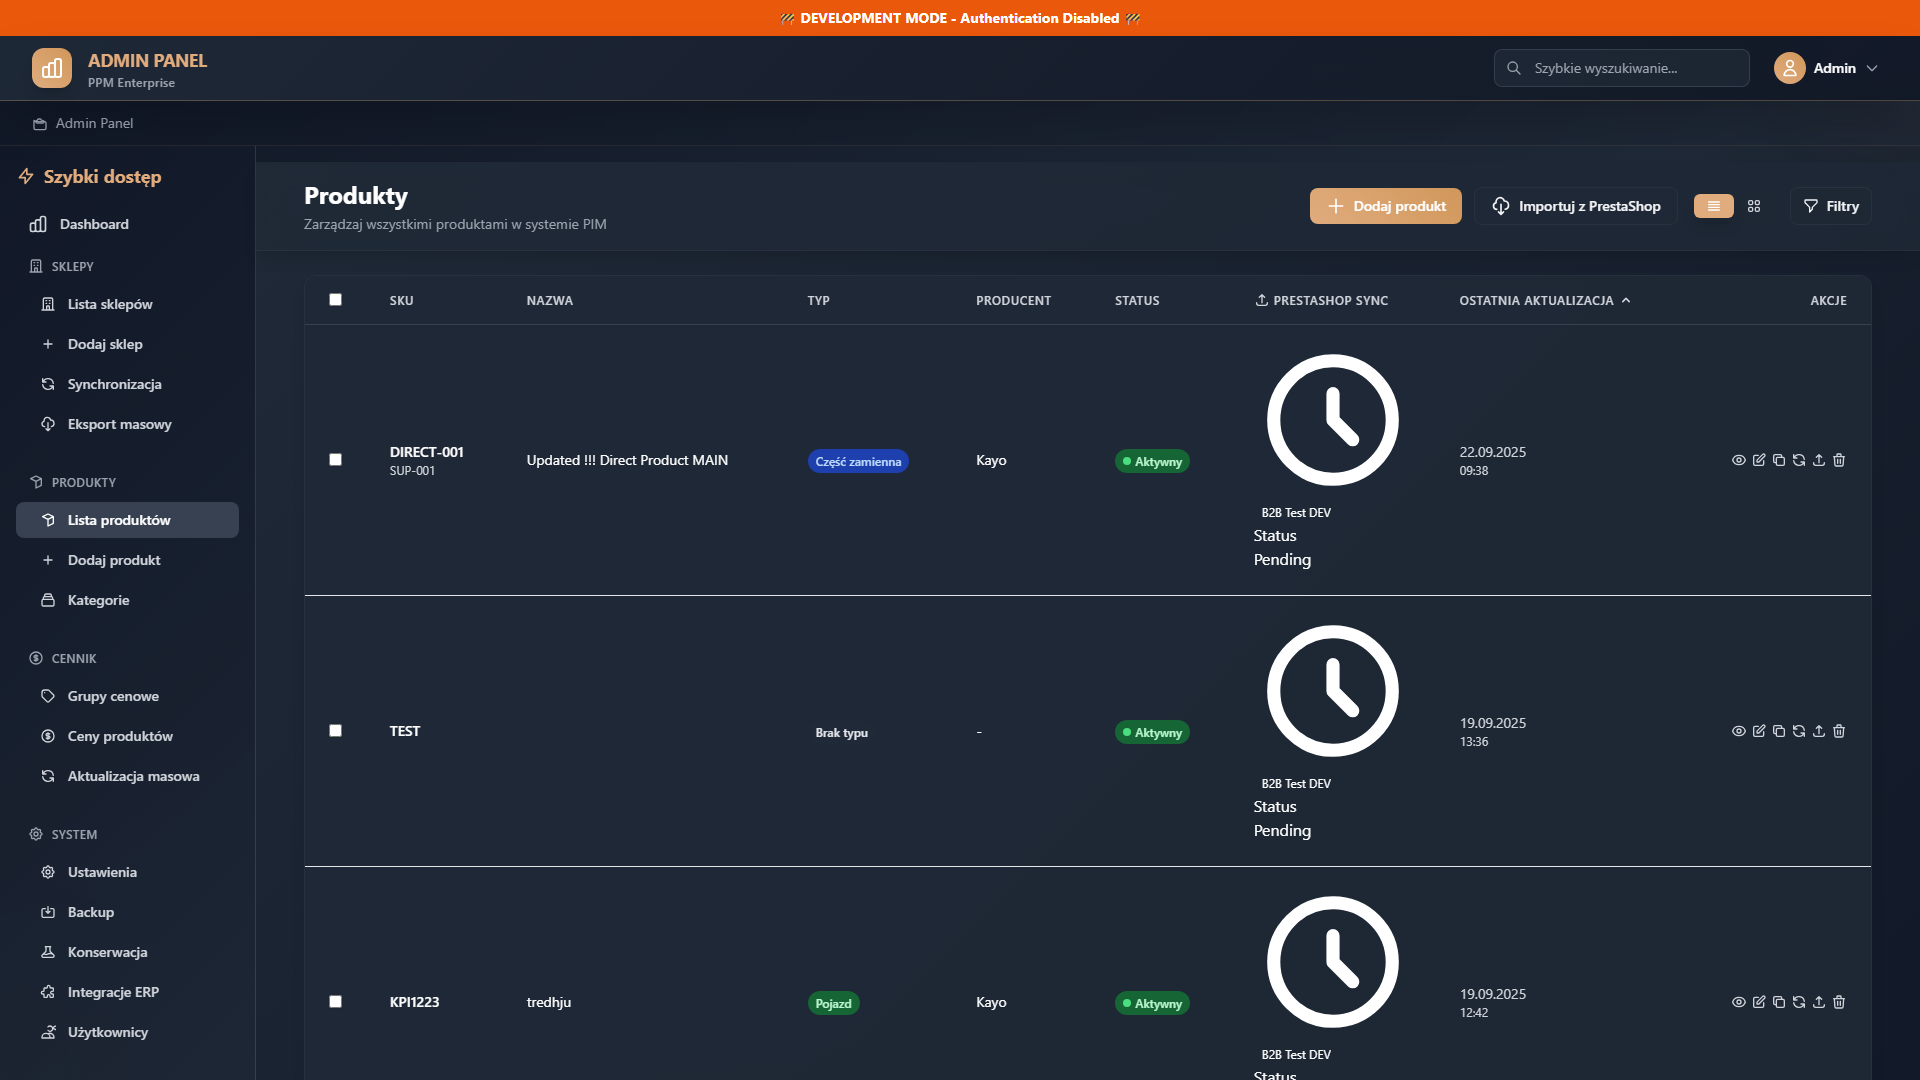 🚧 DEVELOPMENT MODE - Authentication Disabled 🚧
ADMIN PANEL
PPM Enterprise
Szybkie wyszukiwanie...
Admin
Admin Panel
Szybki dostęp
Dashboard
SKLEPY
Lista sklepów
Dodaj sklep
Synchronizacja
Eksport masowy
PRODUKTY
Lista produktów
Dodaj produkt
Kategorie
CENNIK
Grupy cenowe
Ceny produktów
Aktualizacja masowa
SYSTEM
Ustawienia
Backup
Konserwacja
Integracje ERP
Użytkownicy
Produkty
Zarządzaj wszystkimi produktami w systemie PIM
Dodaj produkt
Importuj z PrestaShop
Filtry
SKU NAZWA TYP PRODUCENT STATUS PRESTASHOP SYNC OSTATNIA AKTUALIZACJA AKCJE
DIRECT-001
SUP-001
Updated !!! Direct Product MAIN
Część zamienna
Kayo
Aktywny
B2B Test DEV
Status
Pending
22.09.2025
09:38
TEST
Brak typu
-
Aktywny
B2B Test DEV
Status
Pending
19.09.2025
13:36
KPI1223
tredhju
Pojazd
Kayo
Aktywny
B2B Test DEV
Status
19.09.2025
12:42